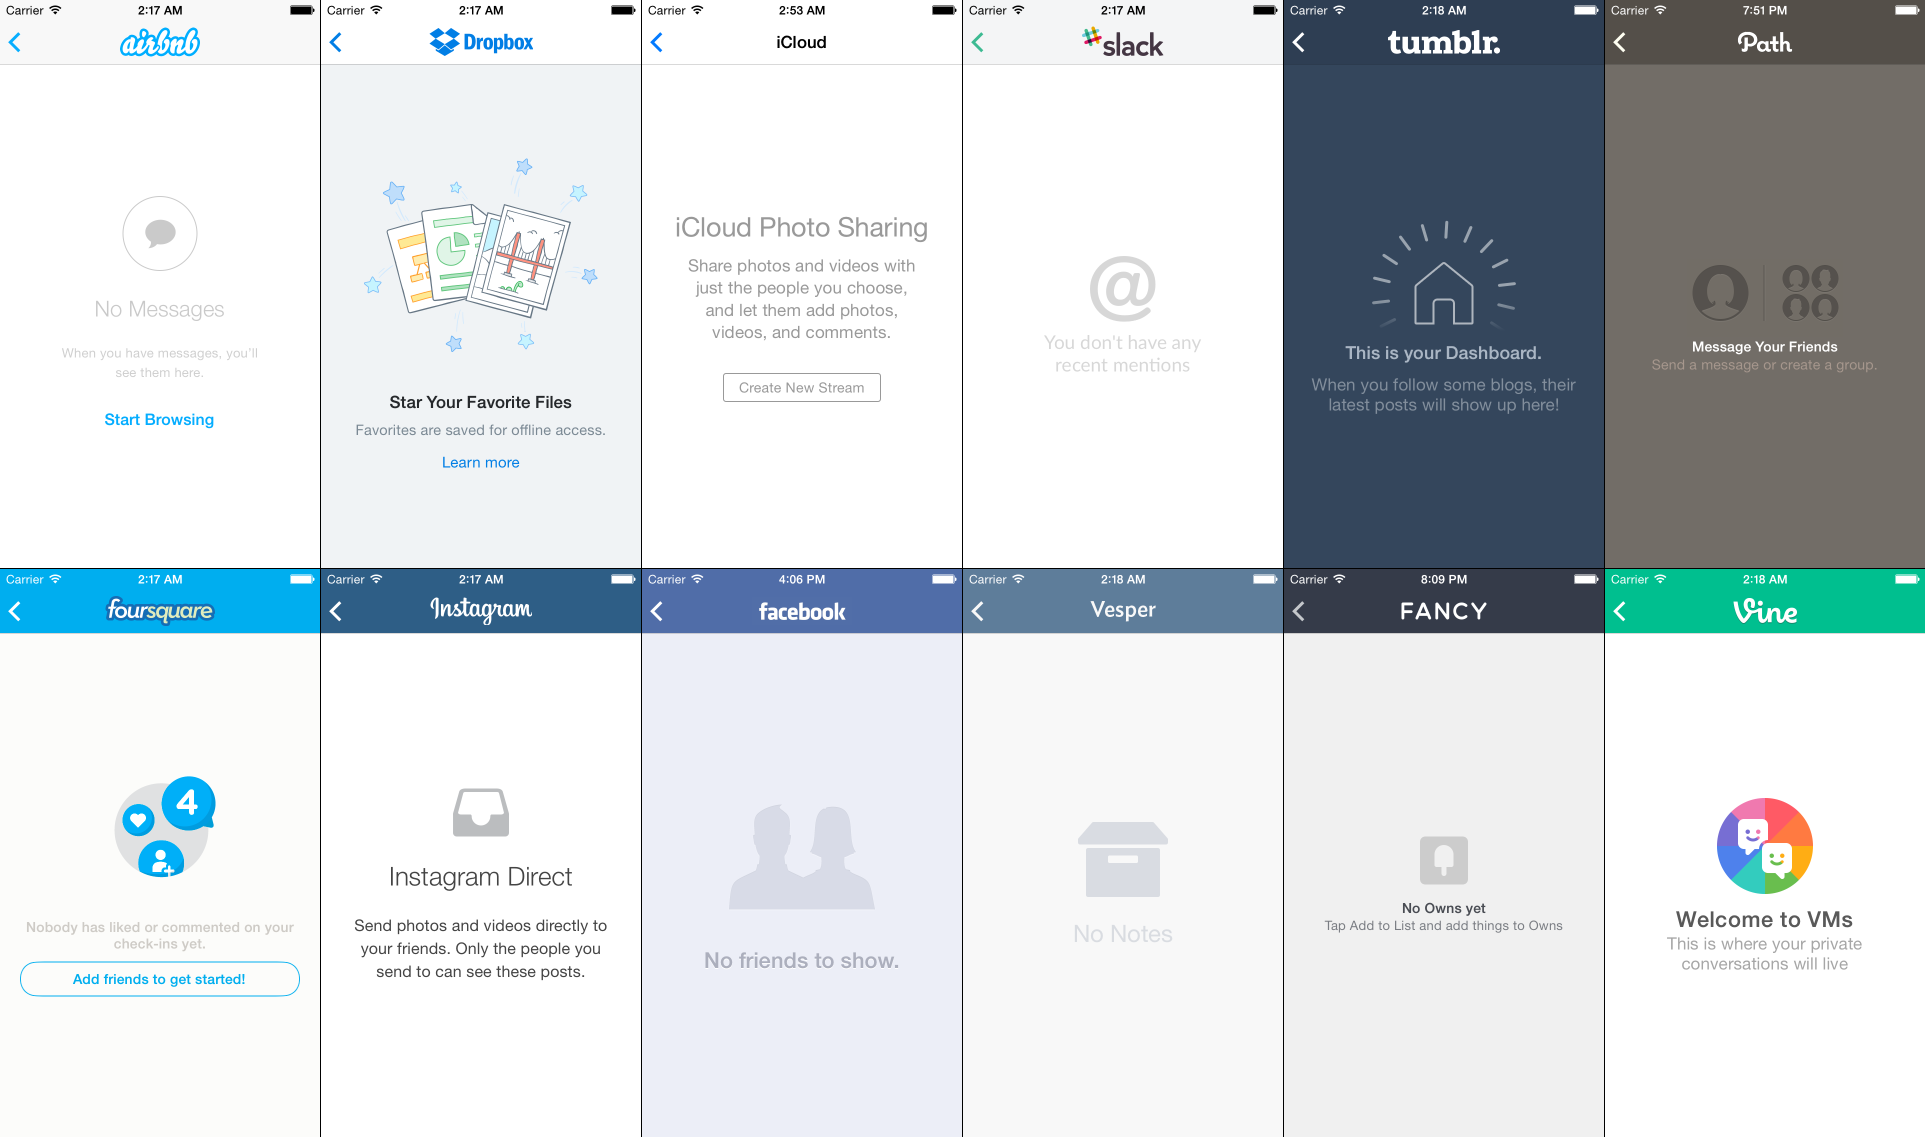 Carrier 2:17 AM
airbnb
No Messages
When you have messages, you'll
see them here.
Start Browsing
Carrier 2:17 AM
Dropbox
Star Your Favorite Files
Favorites are saved for offline access.
Learn more
Carrier 2:53 AM
iCloud
iCloud Photo Sharing
Share photos and videos with
just the people you choose,
and let them add photos,
videos, and comments.
Create New Stream
Carrier 2:17 AM
slack
@
You don't have any
recent mentions
Carrier 2:18 AM
tumblr.
This is your Dashboard.
When you follow some blogs, their
latest posts will show up here!
Carrier 7:51 PM
Path
Message Your Friends
Send a message or create a group.
Carrier 2:17 AM
foursquare
4
Nobody has liked or commented on your
check-ins yet.
Add friends to get started!
Carrier 2:17 AM
Instagram
Instagram Direct
Send photos and videos directly to
your friends. Only the people you
send to can see these posts.
Carrier 4:06 PM
facebook
No friends to show.
Carrier 2:18 AM
Vesper
No Notes
Carrier 8:09 PM
FANCY
No Owns yet
Tap Add to List and add things to Owns
Carrier 2:18 AM
Vine
Welcome to VMs
This is where your private
conversations will live